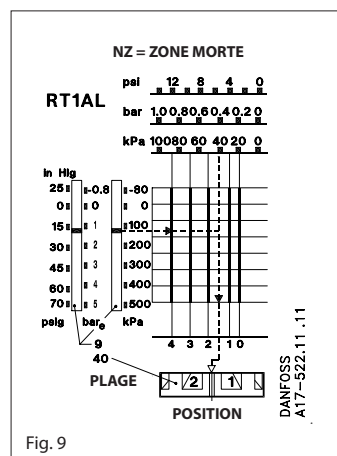 NZ = ZONE MORTE
psi 12 8 4 0
RT1AL
bar 1.0 0.8 0.6 0.4 0.2 0
kPa 100 80 60 40 20 0
in Hlg
25 -0.8 -80
0 0 0
15 1 100
30 2 200
45 3 300
60 4 400
70 5 500
psig bare kPa
4 3 2 1 0
9
40
PLAGE 2 1
POSITION
DANFOSS
A17-522.11 .11
Fig. 9